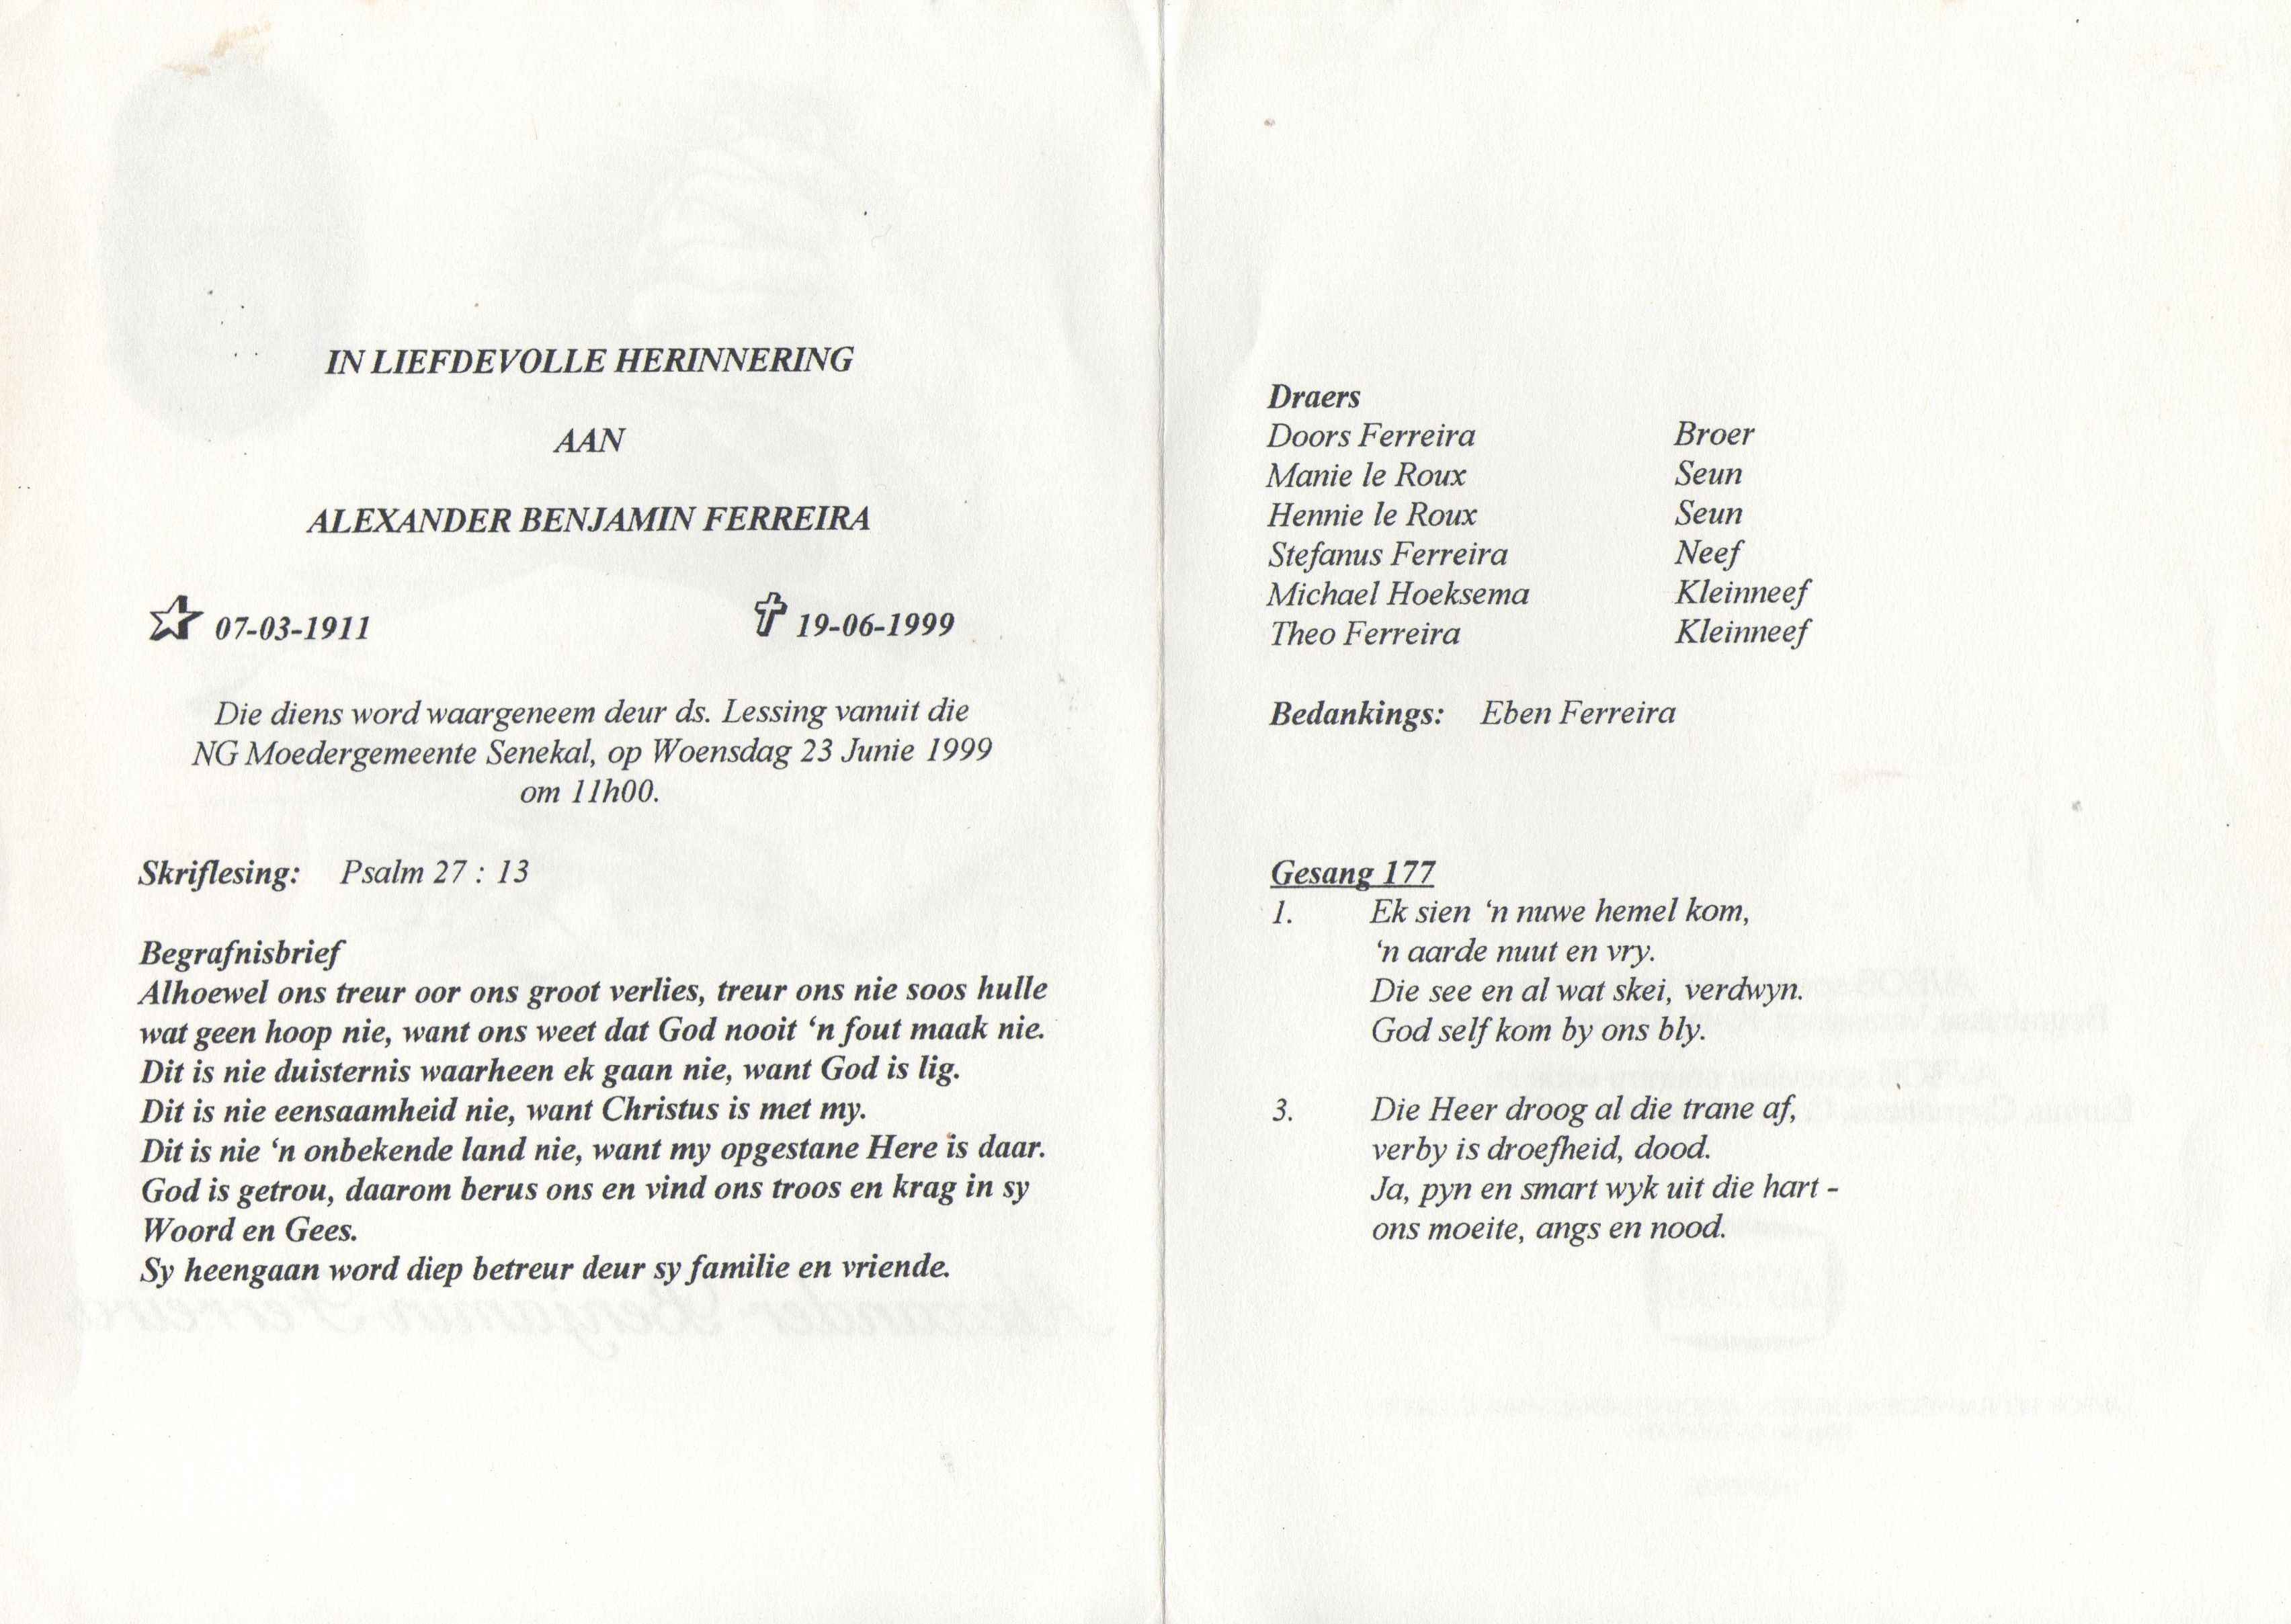 IN LIEFDEVOLLE HERINNERING
AAN
ALEXANDER BENJAMIN FERREIRA
07-03-1911 19-06-1999
Die diens word waargeneem deur ds. Lessing vanuit die
NG Moedergemeente Senekal, op Woensdag 23 Junie 1999
om 11h00.
Skriflesing: Psalm 27 : 13
Begrafnisbrief
Alhoewel ons treur oor ons groot verlies, treur ons nie soos hulle
wat geen hoop nie, want ons weet dat God nooit ‘n fout maak nie.
Dit is nie duisternis waarheen ek gaan nie, want God is lig.
Dit is nie eensaamheid nie, want Christus is met my.
Dit is nie ‘n onbekende land nie, want my opgestane Here is daar.
God is getrou, daarom berus ons en vind ons troos en krag in sy
Woord en Gees.
Sy heengaan word diep betreur deur sy familie en vriende.
Draers
Doors Ferreira Broer
Manie le Roux Seun
Hennie le Roux Seun
Stefanus Ferreira Neef
Michael Hoeksema Kleinneef
Theo Ferreira Kleinneef
Bedankings: Eben Ferreira
Gesang 177
1. Ek sien ‘n nuwe hemel kom,
‘n aarde nuut en vry.
Die see en al wat skei, verdwyn.
God self kom by ons bly.
3. Die Heer droog al die trane af,
verby is droefheid, dood.
Ja, pyn en smart wyk uit die hart -
ons moeite, angs en nood.
Alexander Benjamin Ferreira